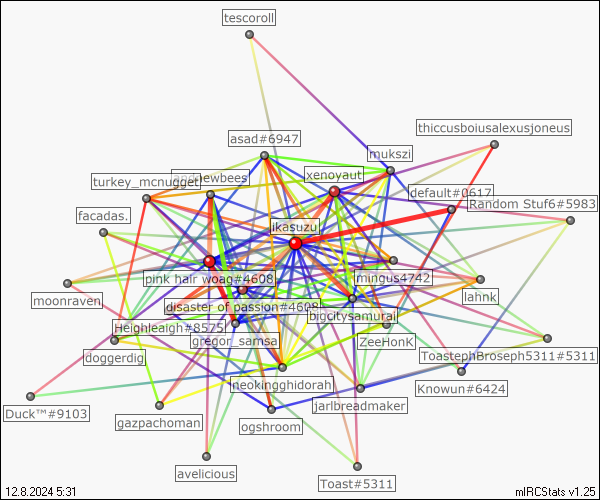 tescoroll
thiccusboiusalexusjoneus
asad#6947
mukszi
xenoyaut
turkey_mcnugget
andrewbees
default#0617
Random Stuf6#5983
facadas.
ikasuzu
pink hair woag#4608
mingus4742
moonraven
lahnk
disaster of passion#4608
bigcitysamurai
Heighleaigh#8575
gregor_samsa
ZeeHonk
doggerdig
ToastephBroseph5311#5311
neokingghidorah
Knowun#6424
Duck™#9103
jarlbreadmaker
gazpachoman
ogshroom
avelicious
Toast#5311
12.8.2024 5:31
mIRCStats v1.25